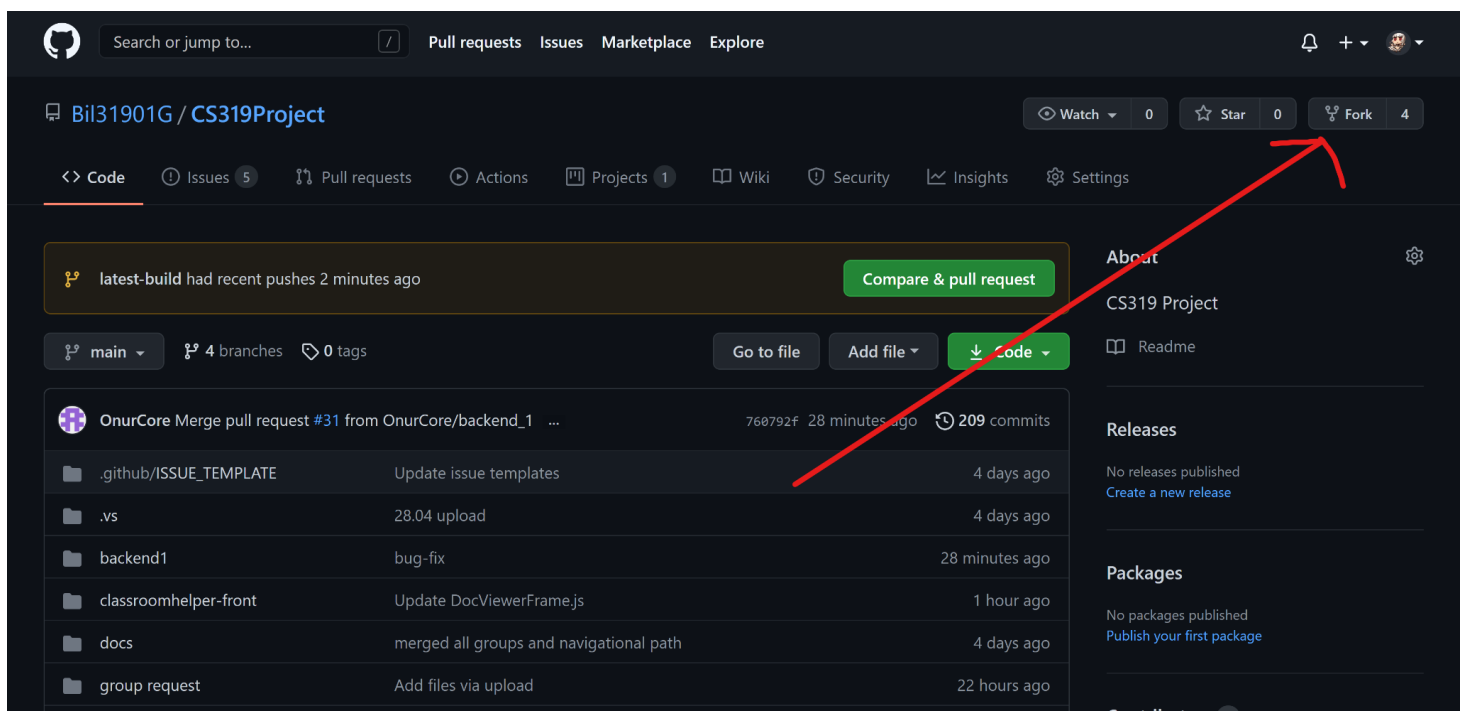 Search or jump to... /
Pull requests Issues Marketplace Explore
Bil31901G / CS319Project
Watch 0 Star 0 Fork 4
Code Issues 5 Pull requests Actions Projects 1 Wiki Security Insights Settings
latest-build had recent pushes 2 minutes ago
Compare & pull request
main 4 branches 0 tags
Go to file Add file Code
OnurCore Merge pull request #31 from OnurCore/backend_1 ... 760792f 28 minutes ago 209 commits
.github/ISSUE_TEMPLATE Update issue templates 4 days ago
.vs 28.04 upload 4 days ago
backend1 bug-fix 28 minutes ago
classroomhelper-front Update DocViewerFrame.js 1 hour ago
docs merged all groups and navigational path 4 days ago
group request Add files via upload 22 hours ago
About
CS319 Project
Readme
Releases
No releases published
Create a new release
Packages
No packages published
Publish your first package